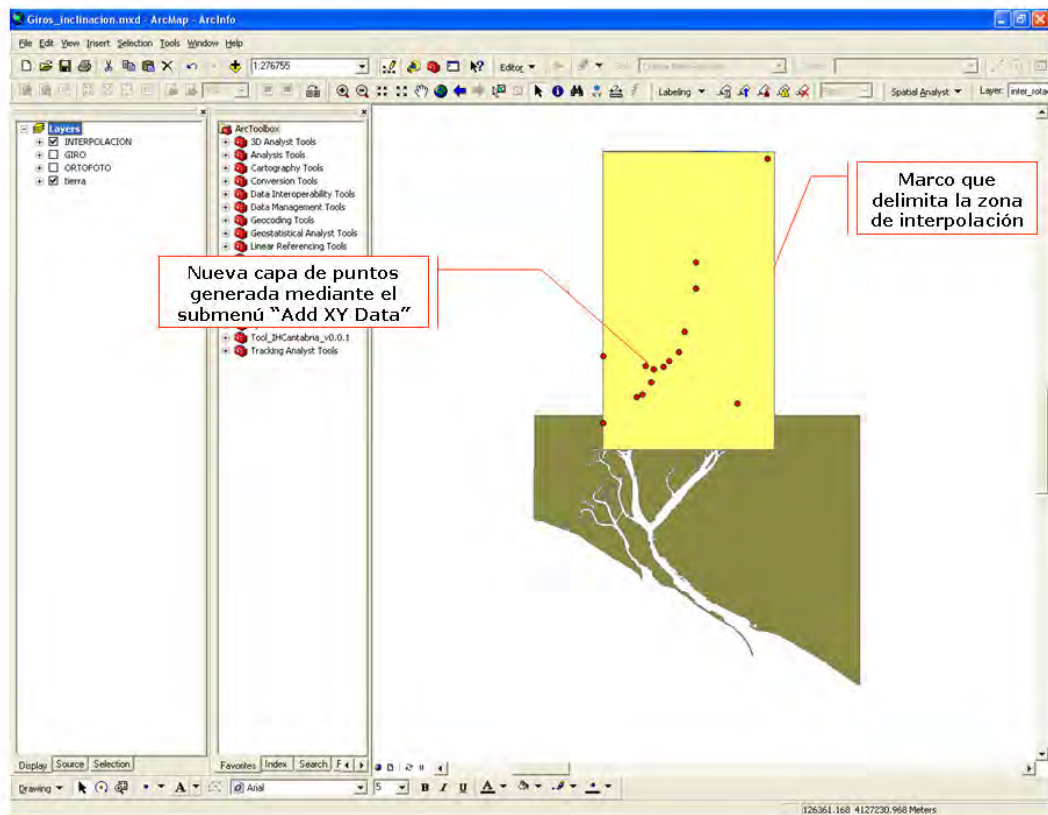 Giros_inclinacion.mxd - ArcMap - ArcInfo
File Edit View Insert Selection Tools Window Help
1:276755
Editor
Labeling
Spatial Analyst
Layer:
Layers
INTERPOLACION
GIRO
ORTOFOTO
tierra
ArcToolbox
3D Analyst Tools
Analysis Tools
Cartography Tools
Conversion Tools
Data Interoperability Tools
Data Management Tools
Geocoding Tools
Geostatistical Analyst Tools
Linear Referencing Tools
Tool_IHCantabria_v0.0.1
Tracking Analyst Tools
Nueva capa de puntos
generada mediante el
submenú “Add XY Data”
Marco que
delimita la zona
de interpolación
Display Source Selection
Favorites Index Search F
Drawing
A
Arial
5
B I U A
126361.168 4127230.968 Meters